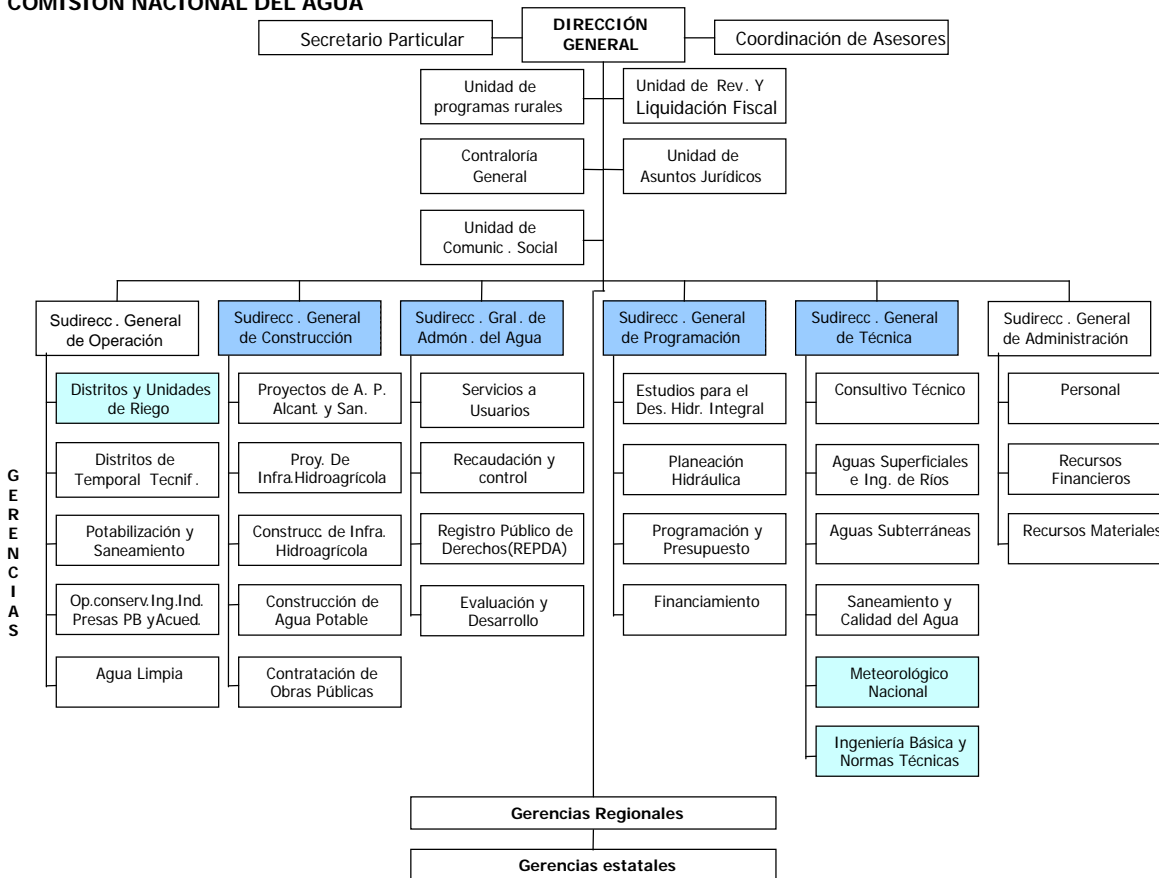 COMISIÓN NACIONAL DEL AGUA
Secretario Particular
DIRECCIÓN
GENERAL
Coordinación de Asesores
Unidad de
programas rurales
Unidad de Rev. Y
Liquidación Fiscal
Contraloría
General
Unidad de
Asuntos Jurídicos
Unidad de
Comunic. Social
Sudirecc. General
de Operación
Sudirecc. General
de Construcción
Sudirecc. Gral. de
Admón. del Agua
Sudirecc. General
de Programación
Sudirecc. General
de Técnica
Sudirecc. General
de Administración
GERENCIAS
Distritos y Unidades
de Riego
Distritos de
Temporal Tecnif.
Potabilización y
Saneamiento
Op.conserv.Ing.Ind.
Presas PB yAcued.
Agua Limpia
Proyectos de A. P.
Alcant. y San.
Proy. De
Infra.Hidroagrícola
Construcc. de Infra.
Hidroagrícola
Construcción de
Agua Potable
Contratación de
Obras Públicas
Servicios a
Usuarios
Recaudación y
control
Registro Público de
Derechos(REPDA)
Evaluación y
Desarrollo
Estudios para el
Des. Hidr. Integral
Planeación
Hidráulica
Programación y
Presupuesto
Financiamiento
Consultivo Técnico
Aguas Superficiales
e Ing. de Ríos
Aguas Subterráneas
Saneamiento y
Calidad del Agua
Meteorológico
Nacional
Ingeniería Básica y
Normas Técnicas
Personal
Recursos
Financieros
Recursos Materiales
Gerencias Regionales
Gerencias estatales